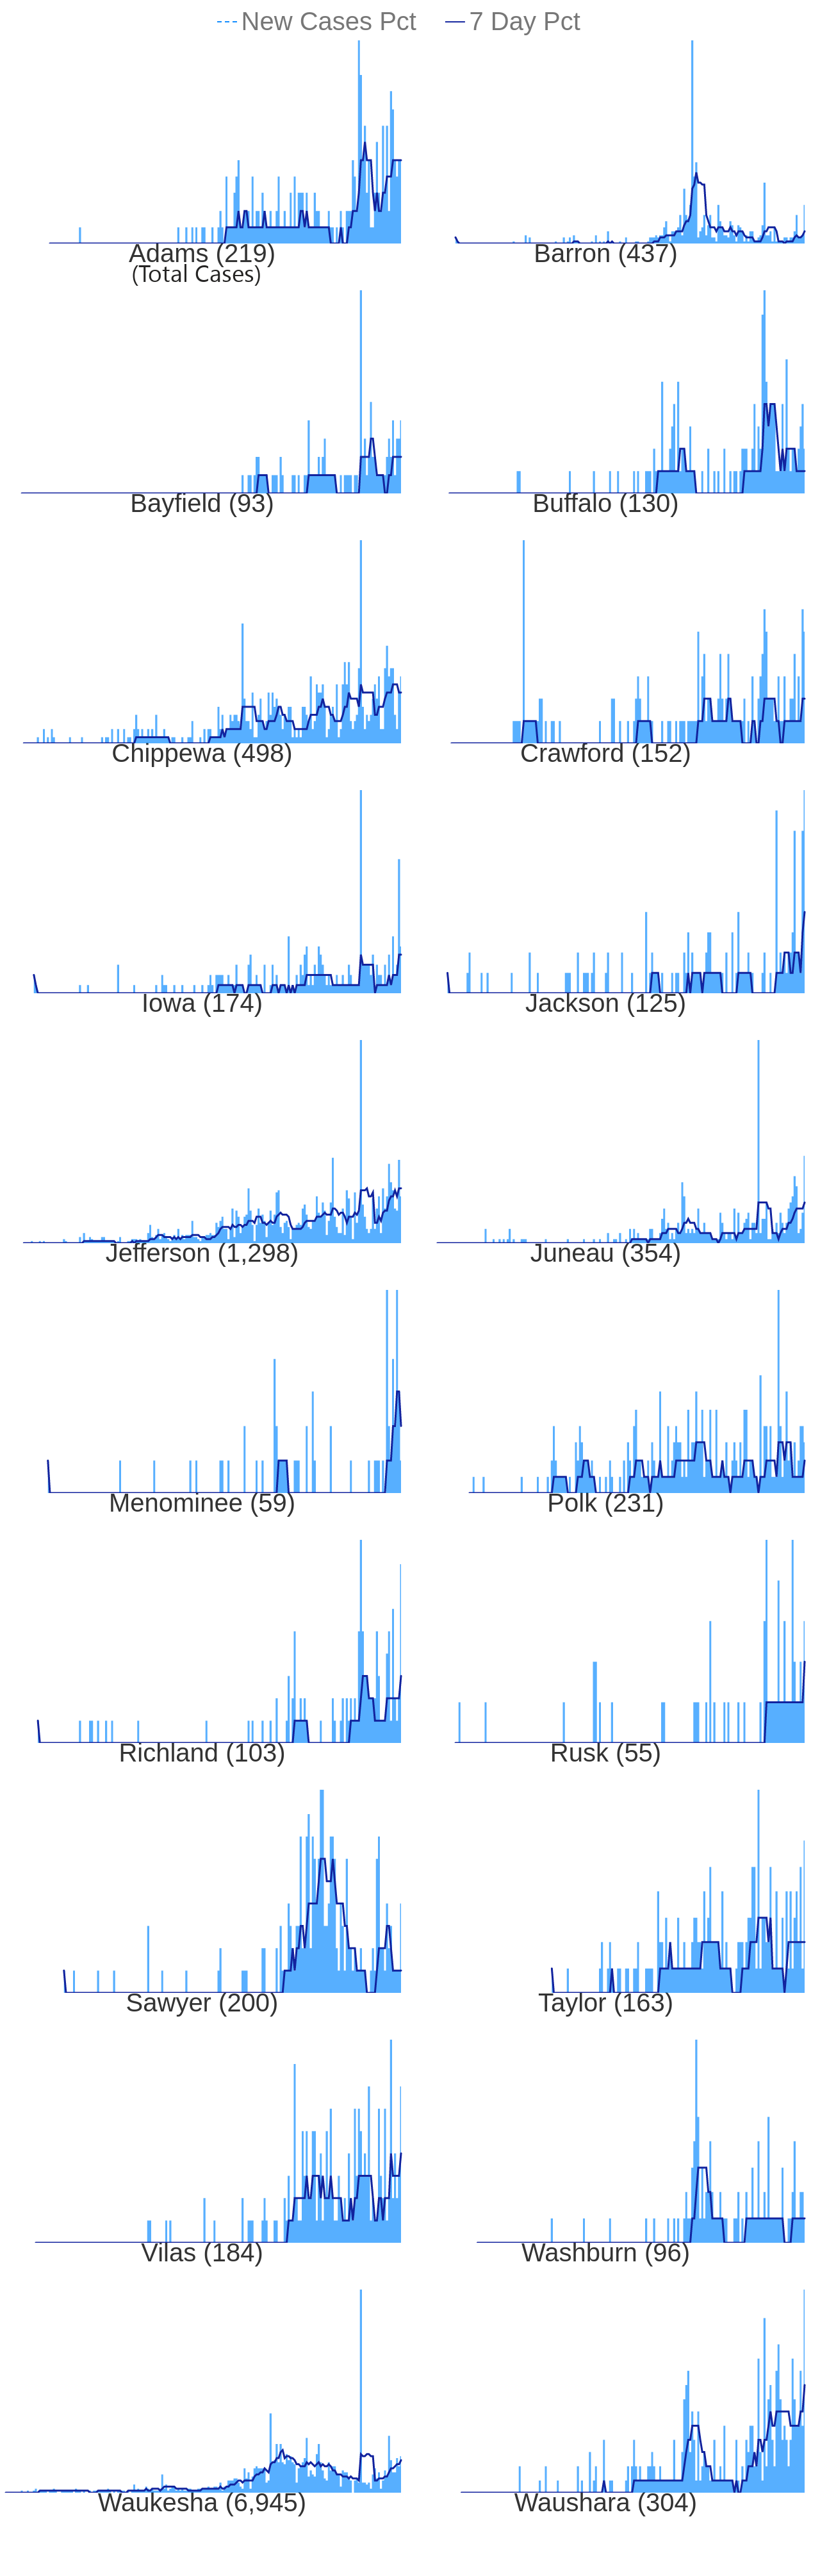 New Cases Pct 7 Day Pct
Adams (219) Barron (437)
(Total Cases)
Bayfield (93) Buffalo (130)
Chippewa (498) Crawford (152)
Iowa (174) Jackson (125)
Jefferson (1,298) Juneau (354)
Menominee (59) Polk (231)
Richland (103) Rusk (55)
Sawyer (200) Taylor (163)
Vilas (184) Washburn (96)
Waukesha (6,945) Waushara (304)